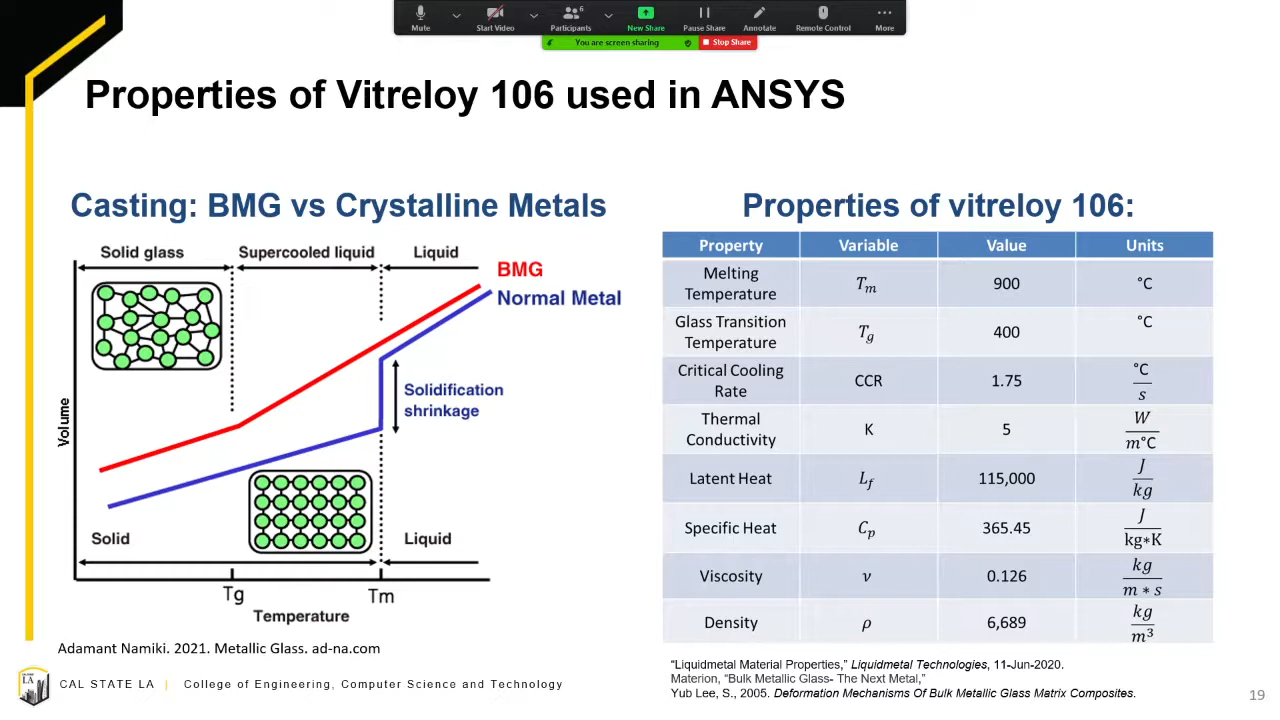 Mute
Start Video
6
Participants
New Share
Pause Share
Annotate
Remote Control
More
You are screen sharing
Stop Share
Properties of Vitreloy 106 used in ANSYS
Casting: BMG vs Crystalline Metals
Solid glass
Supercooled liquid
Liquid
BMG
Normal Metal
Solidification
shrinkage
Volume
Solid
Liquid
Tg
Tm
Temperature
Adamant Namiki. 2021. Metallic Glass. ad-na.com
Properties of vitreloy 106:
Property Variable Value Units
Melting Temperature T_m 900 °C
Glass Transition Temperature T_g 400 °C
Critical Cooling Rate CCR 1.75 °C/s
Thermal Conductivity K 5 W/m°C
Latent Heat L_f 115,000 J/kg
Specific Heat C_p 365.45 J/kg∗K
Viscosity ν 0.126 kg/m ∗ s
Density ρ 6,689 kg/m³
“Liquidmetal Material Properties,” Liquidmetal Technologies, 11-Jun-2020.
Materion, “Bulk Metallic Glass- The Next Metal,”
Yub Lee, S., 2005. Deformation Mechanisms Of Bulk Metallic Glass Matrix Composites.
LA
CAL STATE LA | College of Engineering, Computer Science and Technology
19